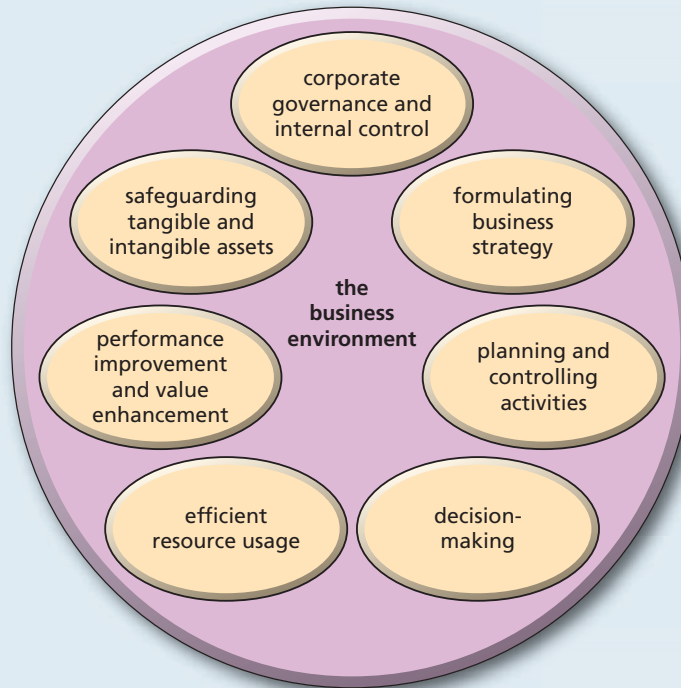 corporate
governance and
internal control
safeguarding
tangible and
intangible assets
formulating
business
strategy
the
business
environment
performance
improvement
and value
enhancement
planning and
controlling
activities
efficient
resource usage
decision-
making